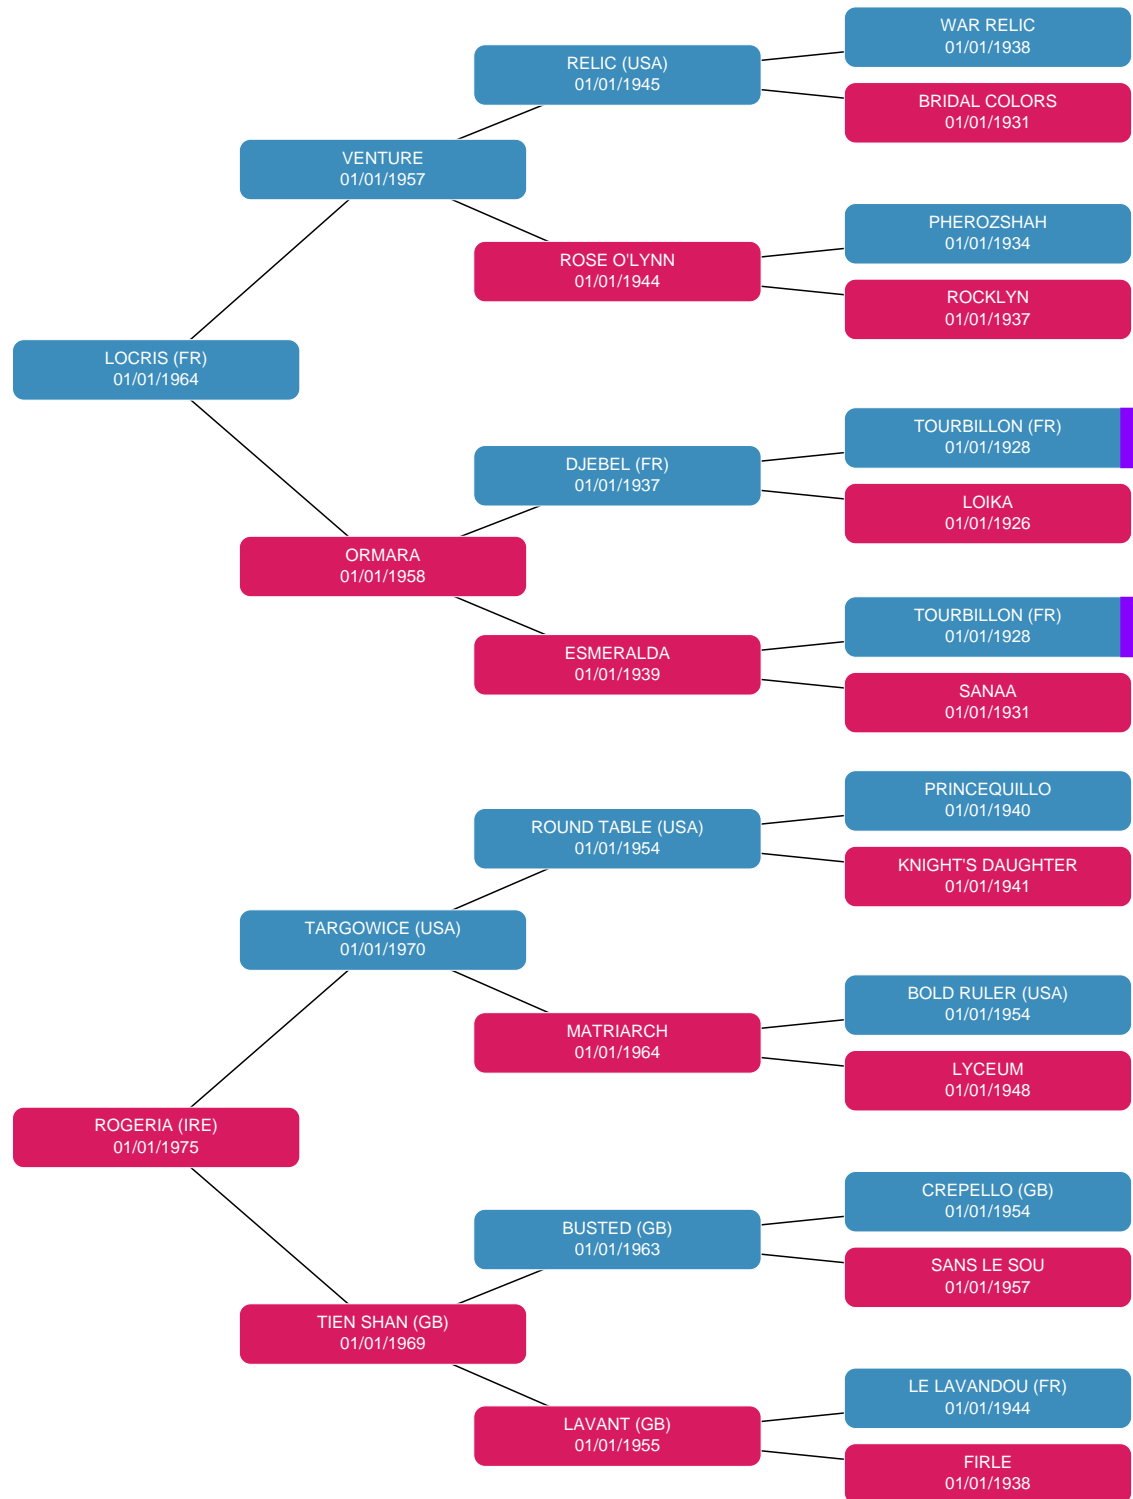 WAR RELIC
01/01/1938
RELIC (USA)
01/01/1945
BRIDAL COLORS
01/01/1931
VENTURE
01/01/1957
PHEROZSHAH
01/01/1934
ROSE O'LYNN
01/01/1944
ROCKLYN
01/01/1937
LOCRIS (FR)
01/01/1964
TOURBILLON (FR)
01/01/1928
DJEBEL (FR)
01/01/1937
LOIKA
01/01/1926
ORMARA
01/01/1958
TOURBILLON (FR)
01/01/1928
ESMERALDA
01/01/1939
SANAA
01/01/1931
PRINCEQUILLO
01/01/1940
ROUND TABLE (USA)
01/01/1954
KNIGHT'S DAUGHTER
01/01/1941
TARGOWICE (USA)
01/01/1970
BOLD RULER (USA)
01/01/1954
MATRIARCH
01/01/1964
LYCEUM
01/01/1948
ROGERIA (IRE)
01/01/1975
CREPELLO (GB)
01/01/1954
BUSTED (GB)
01/01/1963
SANS LE SOU
01/01/1957
TIEN SHAN (GB)
01/01/1969
LE LAVANDOU (FR)
01/01/1944
LAVANT (GB)
01/01/1955
FIRLE
01/01/1938